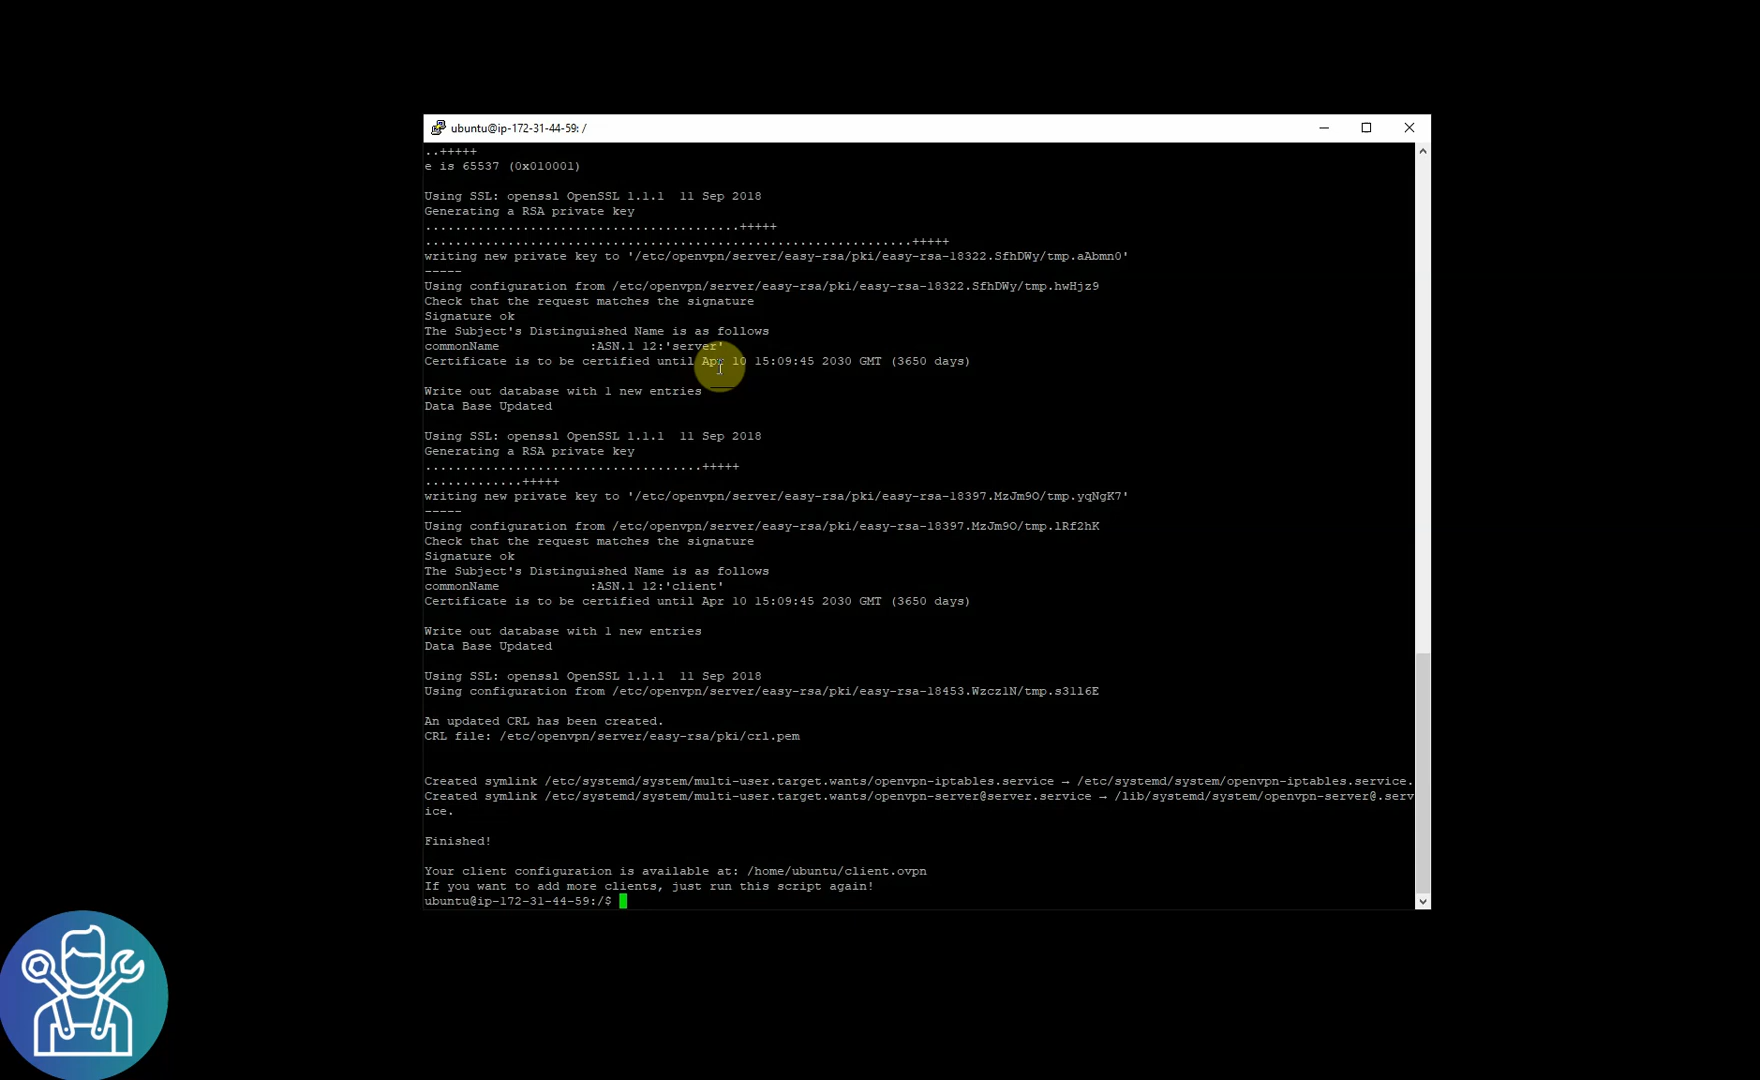 ubuntu@ip-172-31-44-59: /
..+++++
e is 65537 (0x010001)
Using SSL: openssl OpenSSL 1.1.1  11 Sep 2018
Generating a RSA private key
..........................................+++++
.................................................................+++++
writing new private key to '/etc/openvpn/server/easy-rsa/pki/easy-rsa-18322.SfhDWy/tmp.aAbmn0'
-----
Using configuration from /etc/openvpn/server/easy-rsa/pki/easy-rsa-18322.SfhDWy/tmp.hwHjz9
Check that the request matches the signature
Signature ok
The Subject's Distinguished Name is as follows
commonName            :ASN.1 12:'server'
Certificate is to be certified until Apr 10 15:09:45 2030 GMT (3650 days)
Write out database with 1 new entries
Data Base Updated
Using SSL: openssl OpenSSL 1.1.1  11 Sep 2018
Generating a RSA private key
.....................................+++++
.............+++++
writing new private key to '/etc/openvpn/server/easy-rsa/pki/easy-rsa-18397.MzJm9O/tmp.yqNgK7'
-----
Using configuration from /etc/openvpn/server/easy-rsa/pki/easy-rsa-18397.MzJm9O/tmp.lRf2hK
Check that the request matches the signature
Signature ok
The Subject's Distinguished Name is as follows
commonName            :ASN.1 12:'client'
Certificate is to be certified until Apr 10 15:09:45 2030 GMT (3650 days)
Write out database with 1 new entries
Data Base Updated
Using SSL: openssl OpenSSL 1.1.1  11 Sep 2018
Using configuration from /etc/openvpn/server/easy-rsa/pki/easy-rsa-18453.Wzcz1N/tmp.s3ll6E
An updated CRL has been created.
CRL file: /etc/openvpn/server/easy-rsa/pki/crl.pem
Created symlink /etc/systemd/system/multi-user.target.wants/openvpn-iptables.service → /etc/systemd/system/openvpn-iptables.service.
Created symlink /etc/systemd/system/multi-user.target.wants/openvpn-server@server.service → /lib/systemd/system/openvpn-server@.serv
ice.
Finished!
Your client configuration is available at: /home/ubuntu/client.ovpn
If you want to add more clients, just run this script again!
ubuntu@ip-172-31-44-59:/$